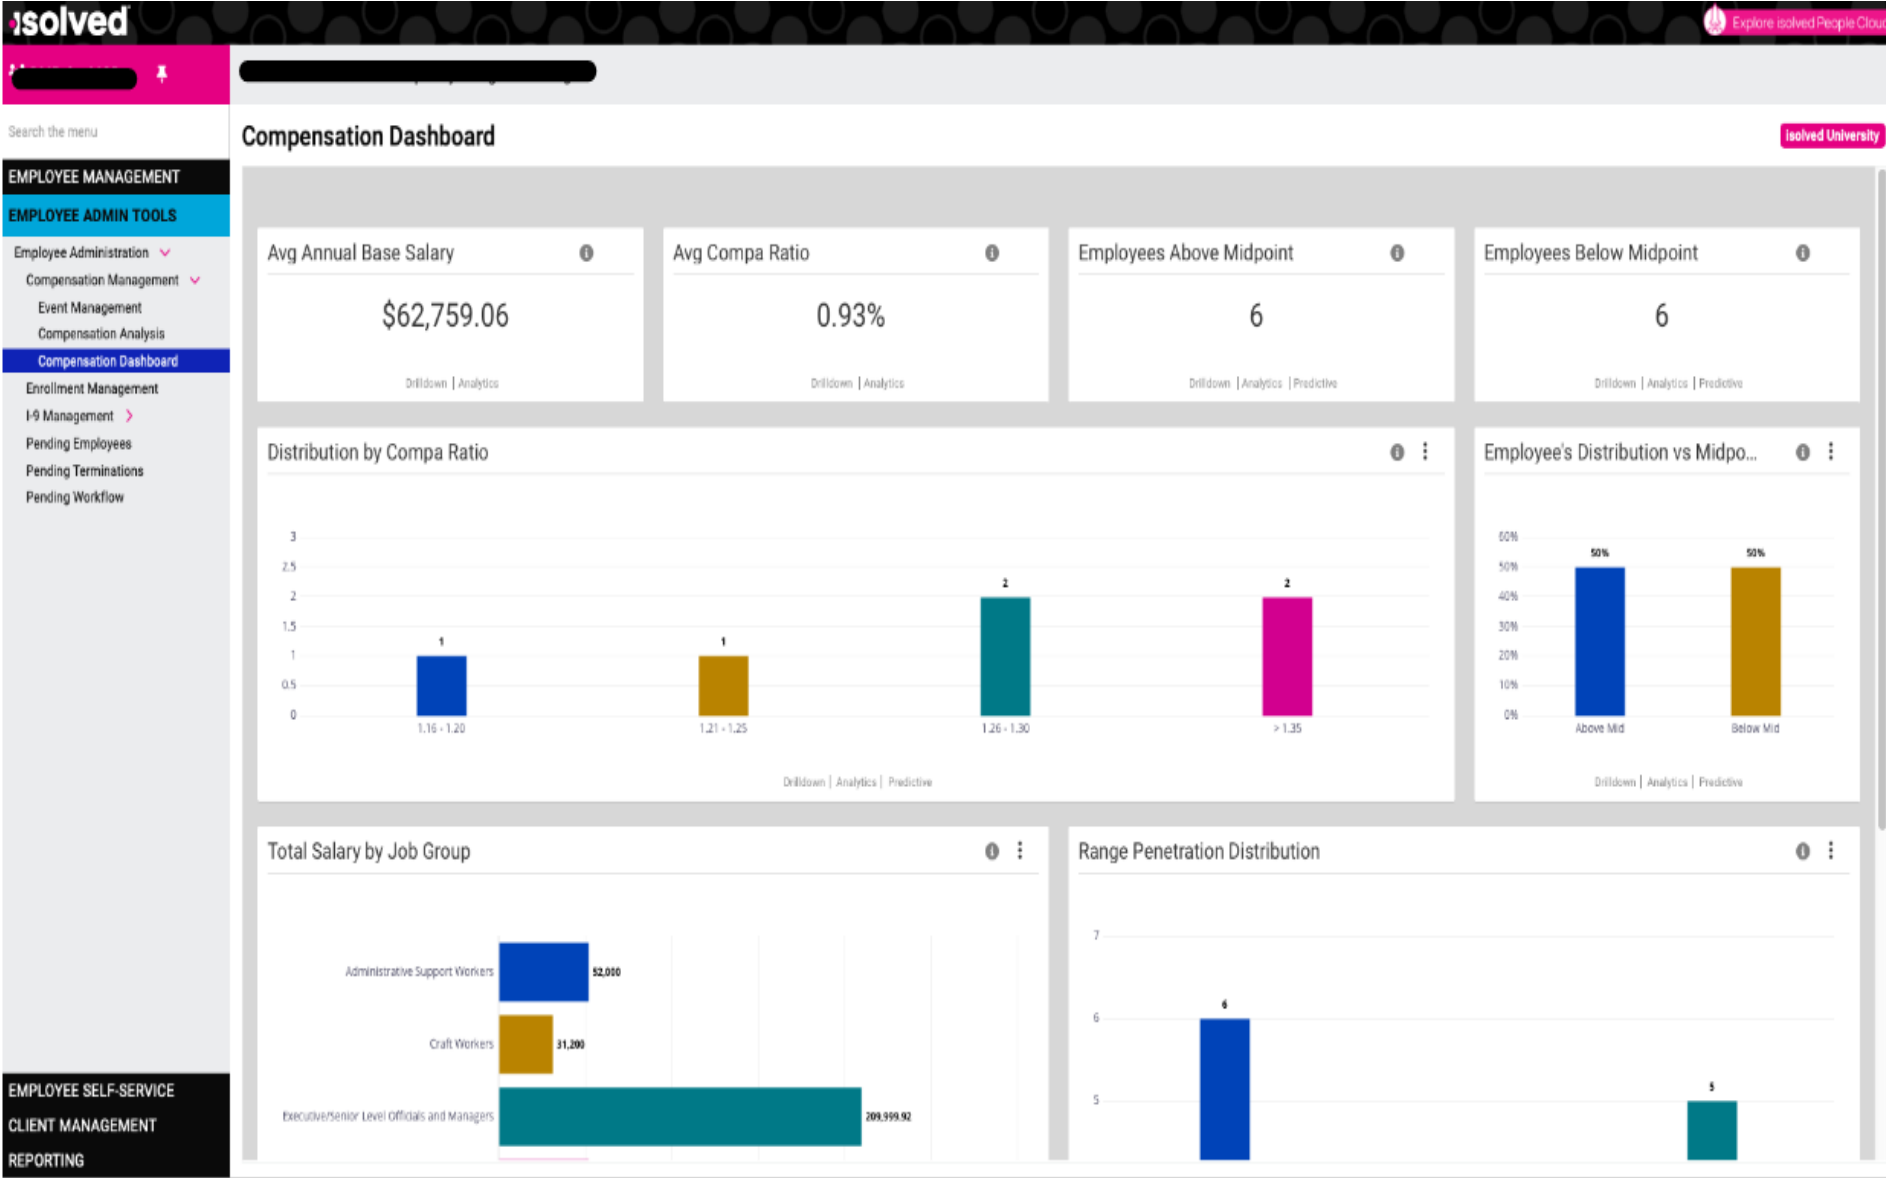 isolved
Explore isolved People Clou
Search the menu
Compensation Dashboard
isolved University
EMPLOYEE MANAGEMENT
EMPLOYEE ADMIN TOOLS
Employee Administration
Compensation Management
Event Management
Compensation Analysis
Compensation Dashboard
Enrollment Management
I-9 Management
Pending Employees
Pending Terminations
Pending Workflow
EMPLOYEE SELF-SERVICE
CLIENT MANAGEMENT
REPORTING
Avg Annual Base Salary
$62,759.06
Drilldown | Analytics
Avg Compa Ratio
0.93%
Drilldown | Analytics
Employees Above Midpoint
6
Drilldown | Analytics | Predictive
Employees Below Midpoint
6
Drilldown | Analytics | Predictive
Distribution by Compa Ratio
3
2.5
2
1.5
1
0.5
0
1
1
2
2
1.16 - 1.20
1.21 - 1.25
1.26 - 1.30
> 1.35
Drilldown | Analytics | Predictive
Employee's Distribution vs Midpo...
60%
50%
40%
30%
20%
10%
0%
50%
50%
Above Mid
Below Mid
Drilldown | Analytics | Predictive
Total Salary by Job Group
Administrative Support Workers
52,000
Craft Workers
31,200
Executive/Senior Level Officials and Managers
209,999.92
Range Penetration Distribution
7
6
5
6
5